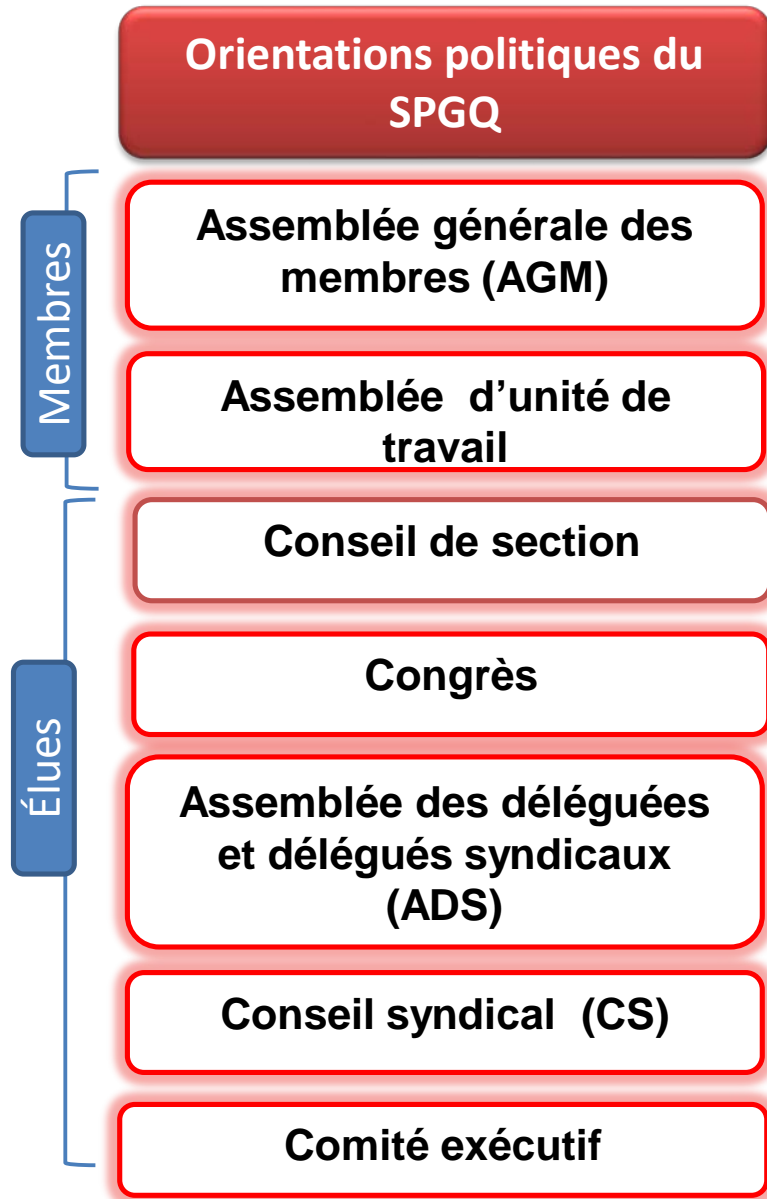 Orientations politiques du
SPGQ
Membres
Assemblée générale des
membres (AGM)
Assemblée d’unité de
travail
Élues
Conseil de section
Congrès
Assemblée des déléguées
et délégués syndicaux
(ADS)
Conseil syndical (CS)
Comité exécutif